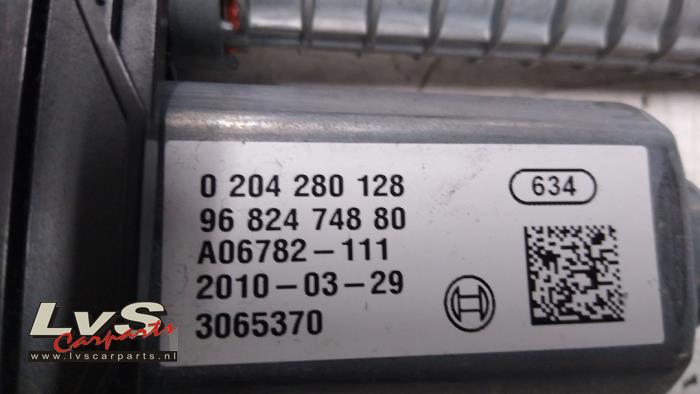 0 204 280 128
634
96 824 748 80
A06782-111
2010-03-29
3065370
LvS
Carparts
www.lvscarparts.nl